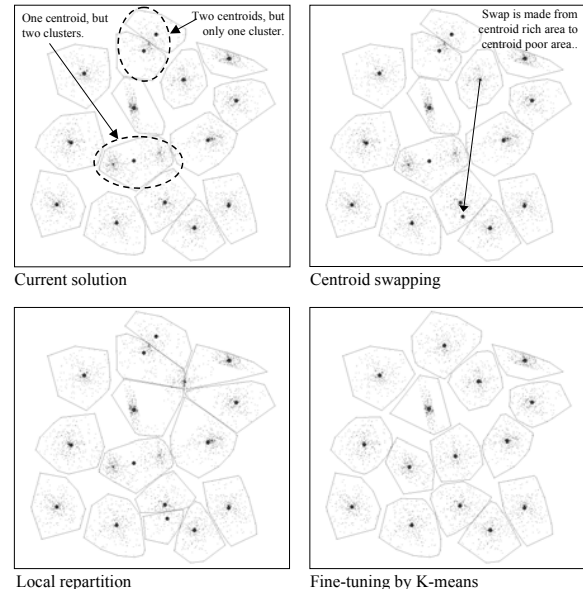 One centroid, but
two clusters.
Two centroids, but
only one cluster.
Swap is made from
centroid rich area to
centroid poor area..
Current solution
Centroid swapping
Local repartition
Fine-tuning by K-means